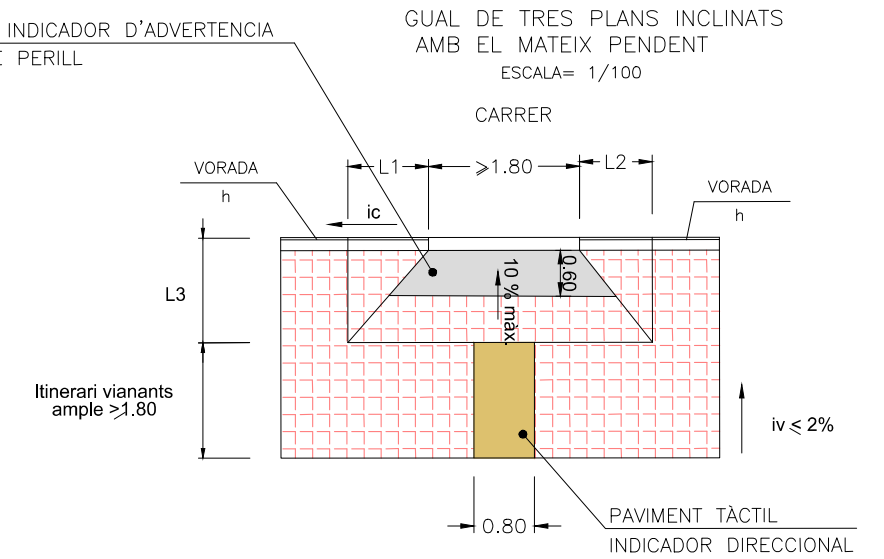 INDICADOR D'ADVERTENCIA
PERILL
GUAL DE TRES PLANS INCLINATS
AMB EL MATEIX PENDENT
ESCALA= 1/100
CARRER
L1
≥1.80
L2
VORADA
h
VORADA
h
ic
L3
10 % màx.
0.60
Itinerari vianants
ample ≥1.80
iv ≤ 2%
0.80
PAVIMENT TÀCTIL
INDICADOR DIRECCIONAL